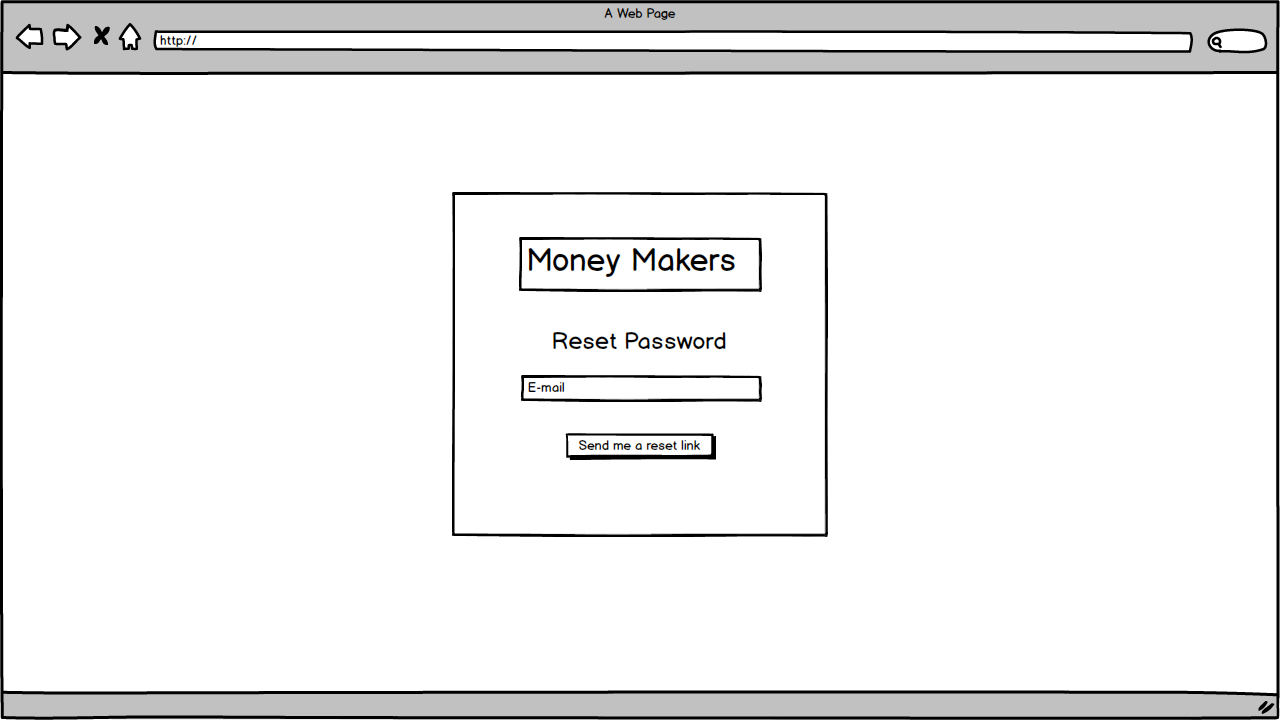 A Web Page
http://
Money Makers
Reset Password
E-mail
Send me a reset link